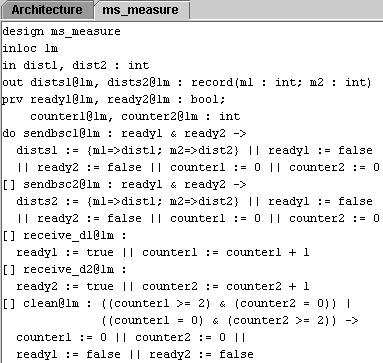 Architecture ms_measure
design ms_measure
inloc lm
in dist1, dist2 : int
out dists1@lm, dists2@lm : record(m1 : int; m2 : int)
prv ready1@lm, ready2@lm : bool;
counter1@lm, counter2@lm : int
do sendbsc1@lm : ready1 & ready2 ->
dists1 := {m1=>dist1; m2=>dist2} || ready1 := false
|| ready2 := false || counter1 := 0 || counter2 := 0
[] sendbsc2@lm : ready1 & ready2 ->
dists2 := {m1=>dist1; m2=>dist2} || ready1 := false
|| ready2 := false || counter1 := 0 || counter2 := 0
[] receive_d1@lm :
ready1 := true || counter1 := counter1 + 1
[] receive_d2@lm :
ready2 := true || counter2 := counter2 + 1
[] clean@lm : ((counter1 >= 2) & (counter2 = 0)) |
((counter1 = 0) & (counter2 >= 2)) ->
counter1 := 0 || counter2 := 0 ||
ready1 := false || ready2 := false